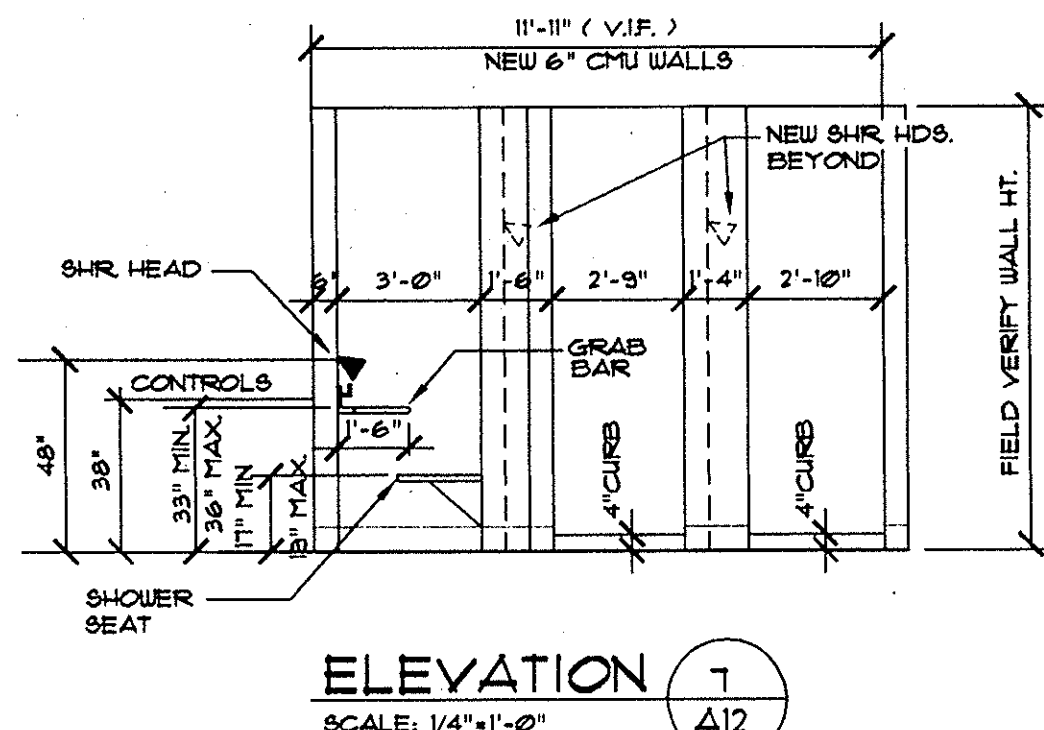 11'-11" ( V.I.F. )
NEW 6" CMU WALLS
NEW SHR. HDS.
BEYOND
SHR. HEAD
6"
3'-0"
1'-6"
2'-9"
1'-4"
2'-10"
FIELD VERIFY WALL HT.
GRAB
BAR
CONTROLS
1'-6"
48"
38"
33" MIN.
36" MAX.
17" MIN
18" MAX.
4" CURB
4" CURB
SHOWER
SEAT
ELEVATION
7
A12
SCALE: 1/4"=1'-0"